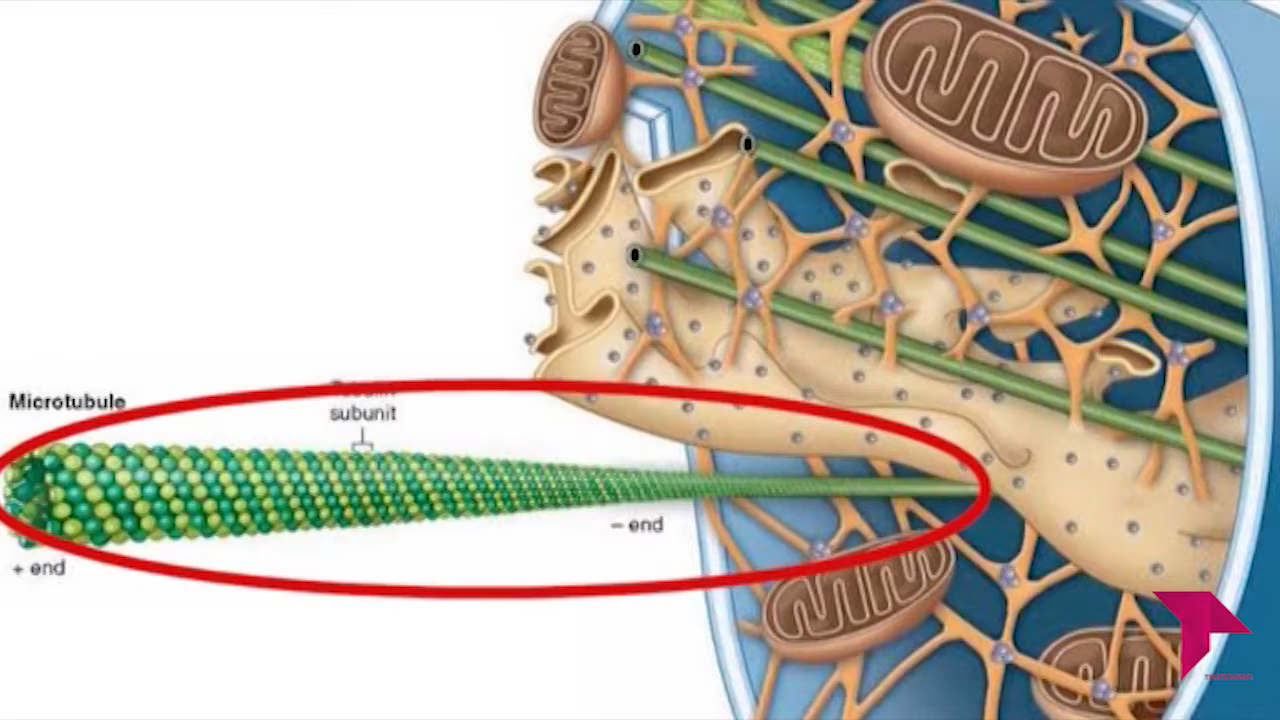 Microtubule
subunit
– end
+ end